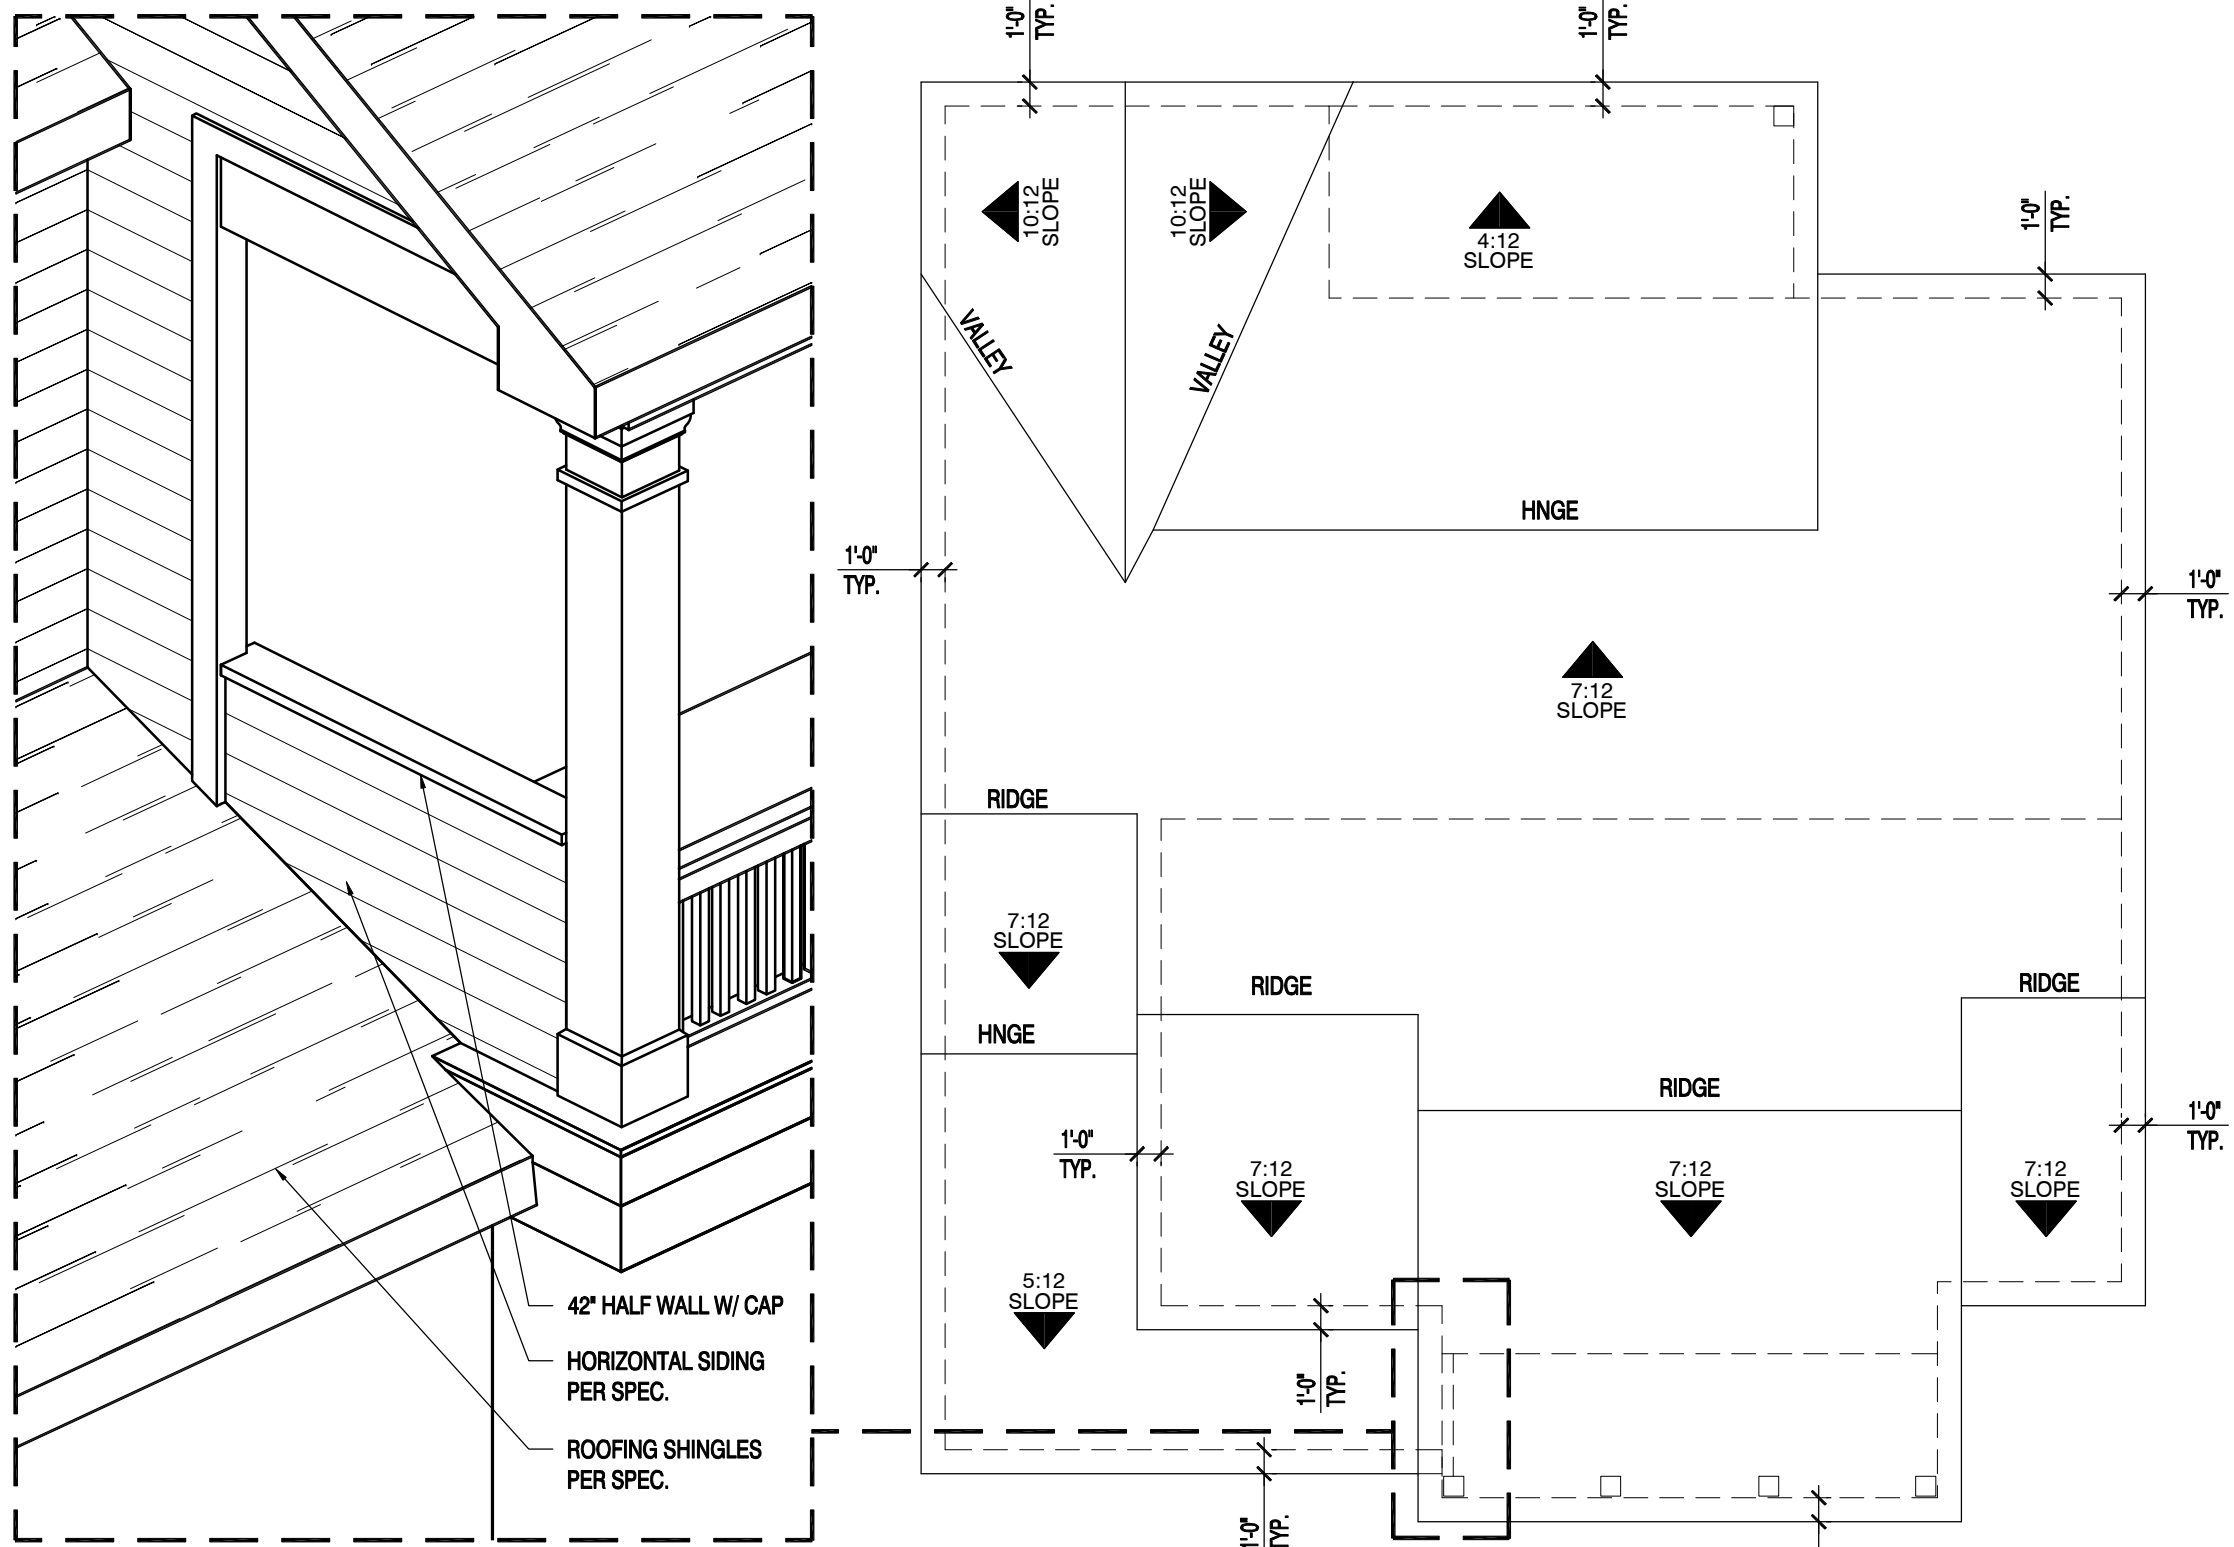 1'-0"
TYP.
1'-0"
TYP.
10:12
SLOPE
10:12
SLOPE
4:12
SLOPE
1'-0"
TYP.
VALLEY
VALLEY
HNGE
1'-0"
TYP.
1'-0"
TYP.
7:12
SLOPE
RIDGE
7:12
SLOPE
RIDGE
RIDGE
HNGE
RIDGE
1'-0"
TYP.
1'-0"
TYP.
7:12
SLOPE
7:12
SLOPE
7:12
SLOPE
5:12
SLOPE
1'-0"
TYP.
1'-0"
TYP.
42" HALF WALL W/ CAP
HORIZONTAL SIDING
PER SPEC.
ROOFING SHINGLES
PER SPEC.